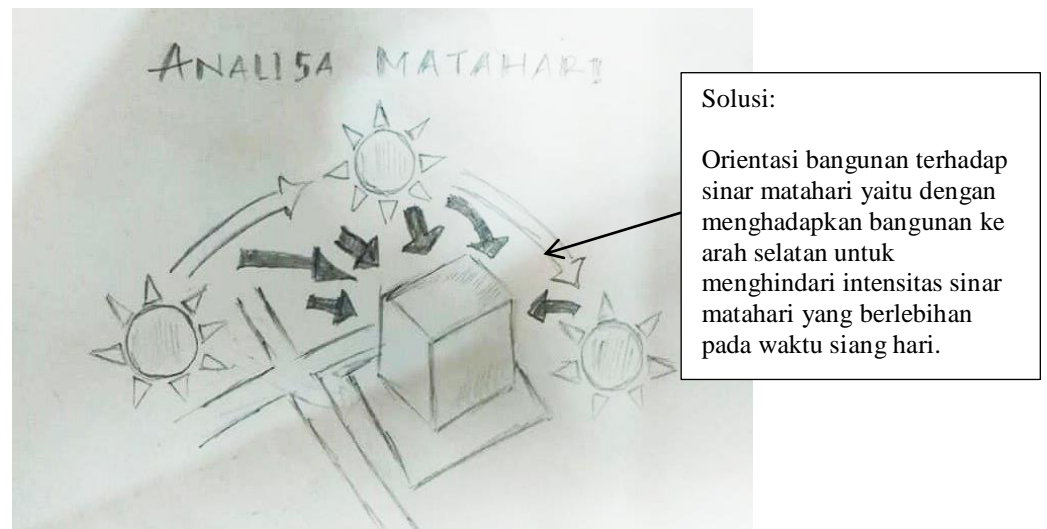 ANALISA MATAHARI
Solusi:
Orientasi bangunan terhadap
sinar matahari yaitu dengan
menghadapkan bangunan ke
arah selatan untuk
menghindari intensitas sinar
matahari yang berlebihan
pada waktu siang hari.